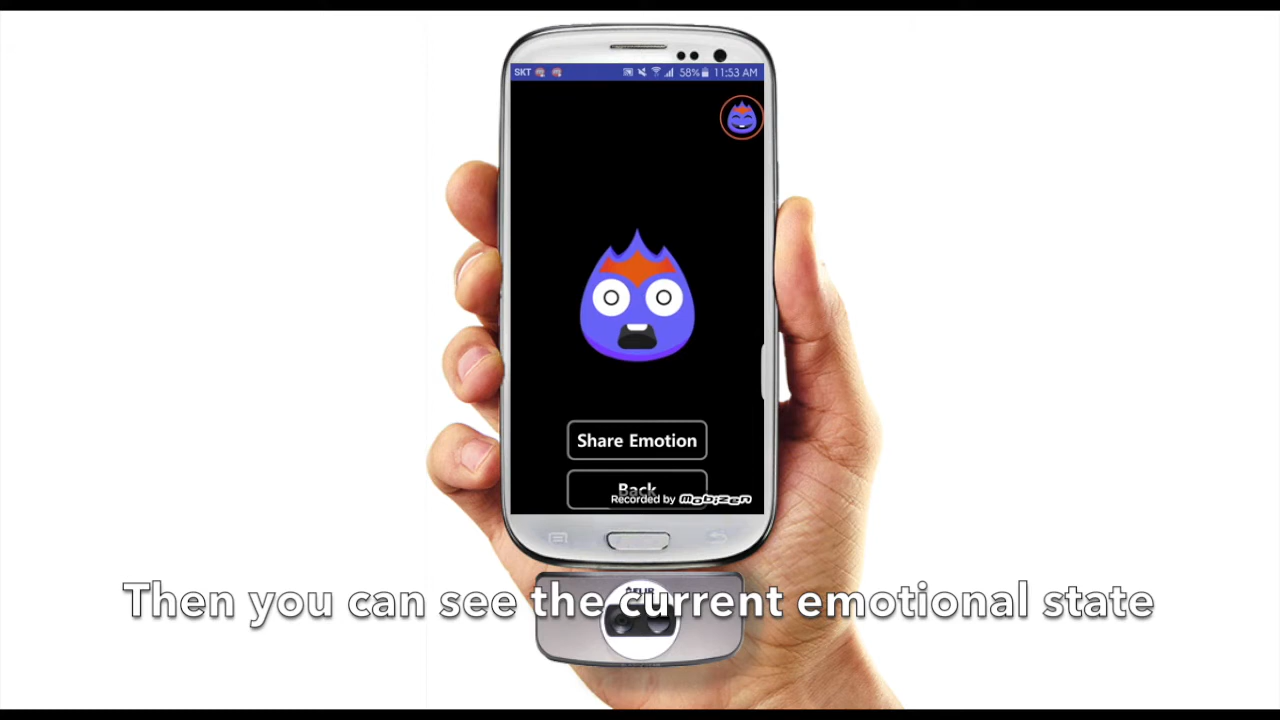 SKT 58% 11:53 AM
Share Emotion
Back
Recorded by Mobizen
FLIR
Then you can see the current emotional state